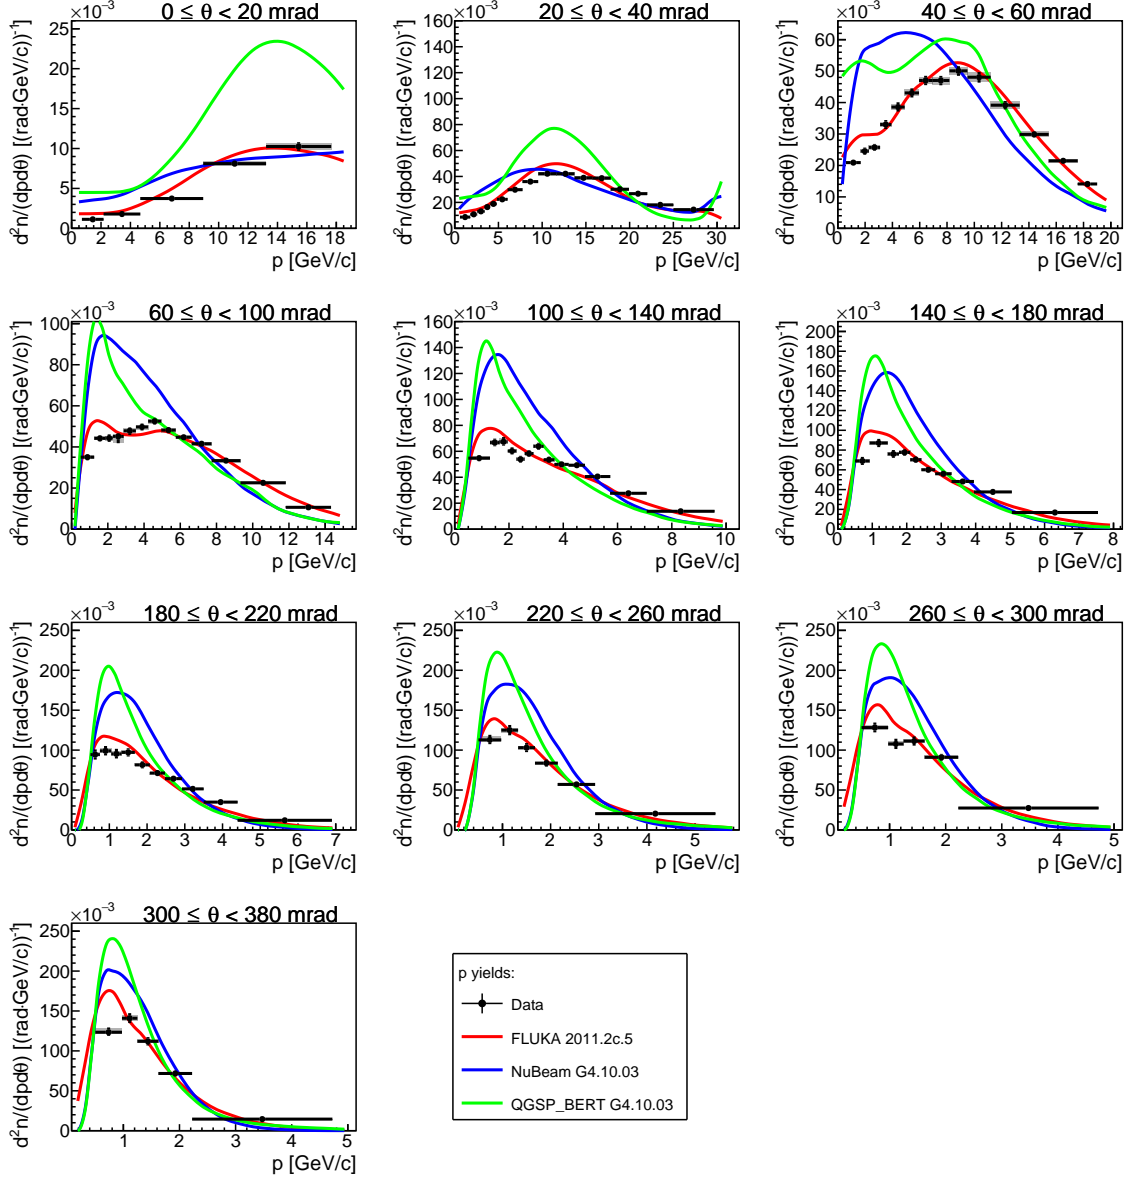 ×10⁻³ 0 ≤ θ < 20 mrad
d²n/(dpdθ) [(rad·GeV/c))⁻¹]
25
20
15
10
5
0
0 2 4 6 8 10 12 14 16 18
p [GeV/c]
×10⁻³ 20 ≤ θ < 40 mrad
d²n/(dpdθ) [(rad·GeV/c))⁻¹]
160
140
120
100
80
60
40
20
0
0 5 10 15 20 25 30
p [GeV/c]
×10⁻³ 40 ≤ θ < 60 mrad
d²n/(dpdθ) [(rad·GeV/c))⁻¹]
60
50
40
30
20
10
0
0 2 4 6 8 10 12 14 16 18 20
p [GeV/c]
×10⁻³ 60 ≤ θ < 100 mrad
d²n/(dpdθ) [(rad·GeV/c))⁻¹]
100
80
60
40
20
0
0 2 4 6 8 10 12 14
p [GeV/c]
×10⁻³ 100 ≤ θ < 140 mrad
d²n/(dpdθ) [(rad·GeV/c))⁻¹]
160
140
120
100
80
60
40
20
0
0 2 4 6 8 10
p [GeV/c]
×10⁻³ 140 ≤ θ < 180 mrad
d²n/(dpdθ) [(rad·GeV/c))⁻¹]
200
180
160
140
120
100
80
60
40
20
0
0 1 2 3 4 5 6 7 8
p [GeV/c]
×10⁻³ 180 ≤ θ < 220 mrad
d²n/(dpdθ) [(rad·GeV/c))⁻¹]
250
200
150
100
50
0
0 1 2 3 4 5 6 7
p [GeV/c]
×10⁻³ 220 ≤ θ < 260 mrad
d²n/(dpdθ) [(rad·GeV/c))⁻¹]
250
200
150
100
50
0
1 2 3 4 5
p [GeV/c]
×10⁻³ 260 ≤ θ < 300 mrad
d²n/(dpdθ) [(rad·GeV/c))⁻¹]
250
200
150
100
50
0
1 2 3 4 5
p [GeV/c]
×10⁻³ 300 ≤ θ < 380 mrad
d²n/(dpdθ) [(rad·GeV/c))⁻¹]
250
200
150
100
50
0
1 2 3 4 5
p [GeV/c]
p yields:
Data
FLUKA 2011.2c.5
NuBeam G4.10.03
QGSP_BERT G4.10.03